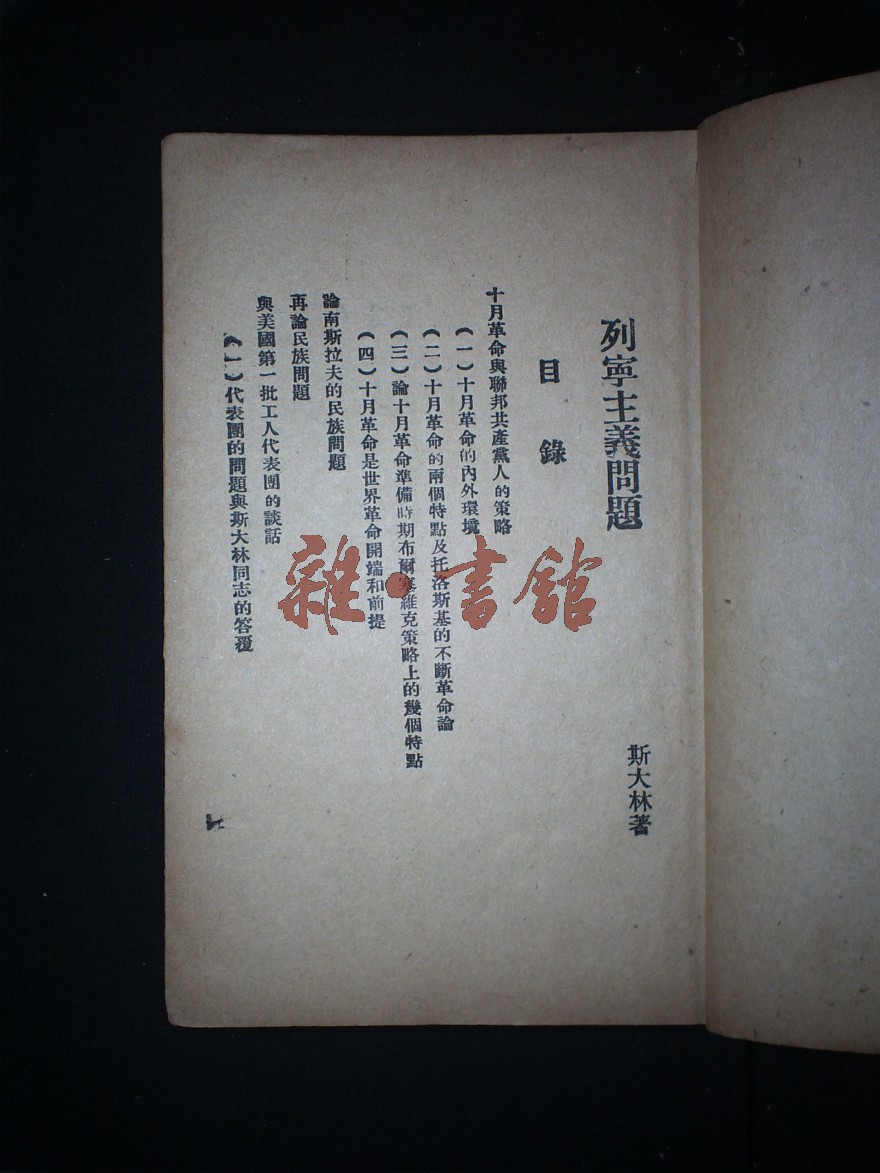 列寧主義問題
斯大林著
目錄
十月革命與聯邦共產黨人的策略
（一）十月革命的內外環境
（二）十月革命的兩個特點及托洛斯基的不斷革命論
（三）論十月革命準備時期布爾塞維克策略上的幾個特點
（四）十月革命是世界革命開端和前提
論南斯拉夫的民族問題
再論民族問題
與美國第一批工人代表團的談話
（一）代表團的問題與斯大林同志的答覆
雜·書館